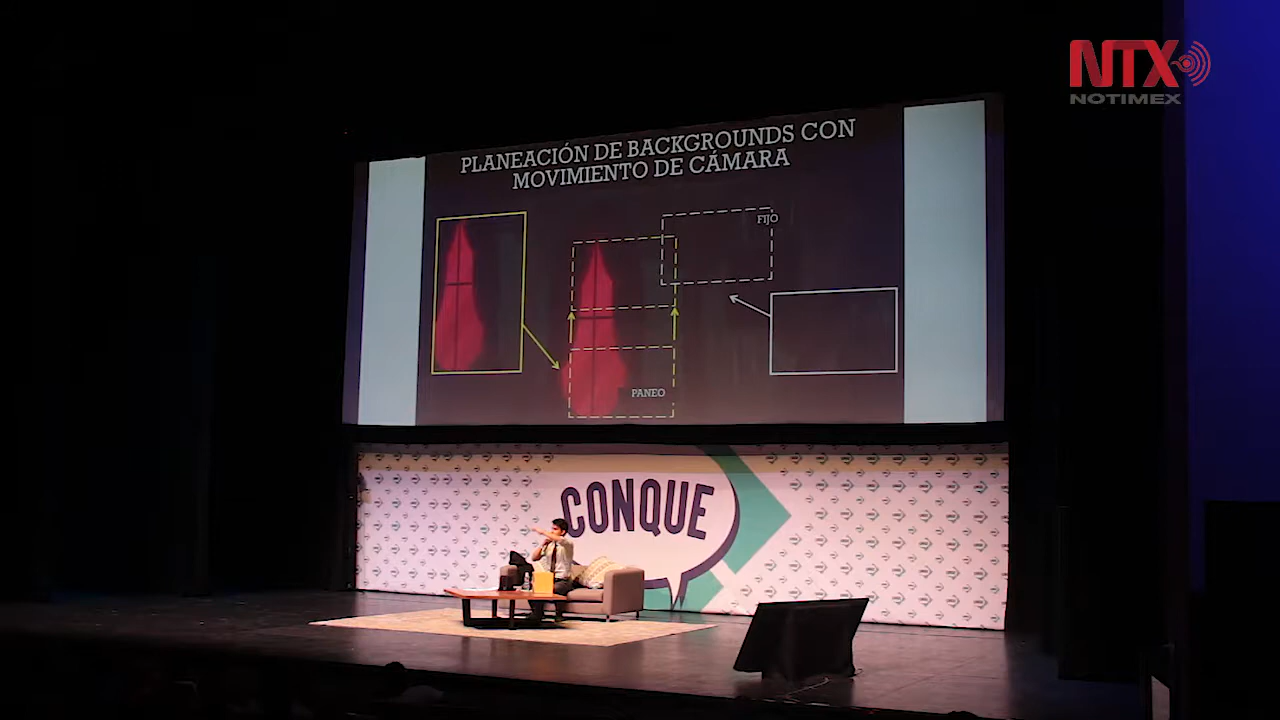 NTX
NOTIMEX
PLANEACIÓN DE BACKGROUNDS CON
MOVIMIENTO DE CÁMARA
FIJO
PANEO
CONQUE